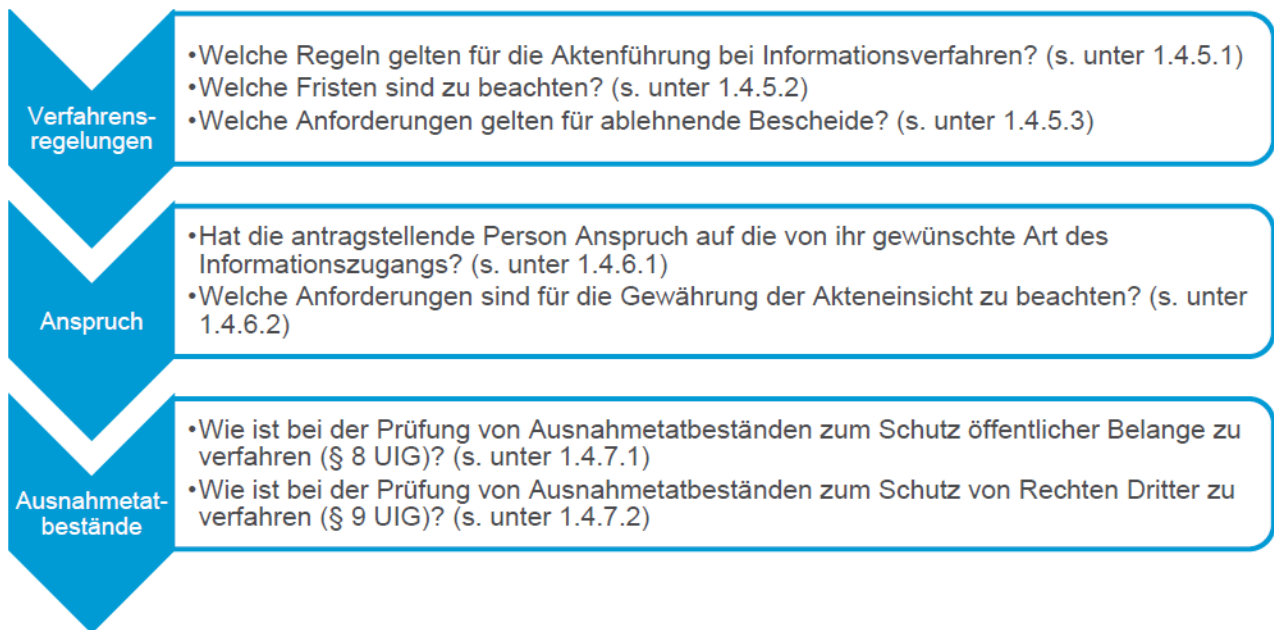 Verfahrens-
regelungen
•Welche Regeln gelten für die Aktenführung bei Informationsverfahren? (s. unter 1.4.5.1)
•Welche Fristen sind zu beachten? (s. unter 1.4.5.2)
•Welche Anforderungen gelten für ablehnende Bescheide? (s. unter 1.4.5.3)
Anspruch
•Hat die antragstellende Person Anspruch auf die von ihr gewünschte Art des
Informationszugangs? (s. unter 1.4.6.1)
•Welche Anforderungen sind für die Gewährung der Akteneinsicht zu beachten? (s. unter
1.4.6.2)
Ausnahmetat-
bestände
•Wie ist bei der Prüfung von Ausnahmetatbeständen zum Schutz öffentlicher Belange zu
verfahren (§ 8 UIG)? (s. unter 1.4.7.1)
•Wie ist bei der Prüfung von Ausnahmetatbeständen zum Schutz von Rechten Dritter zu
verfahren (§ 9 UIG)? (s. unter 1.4.7.2)